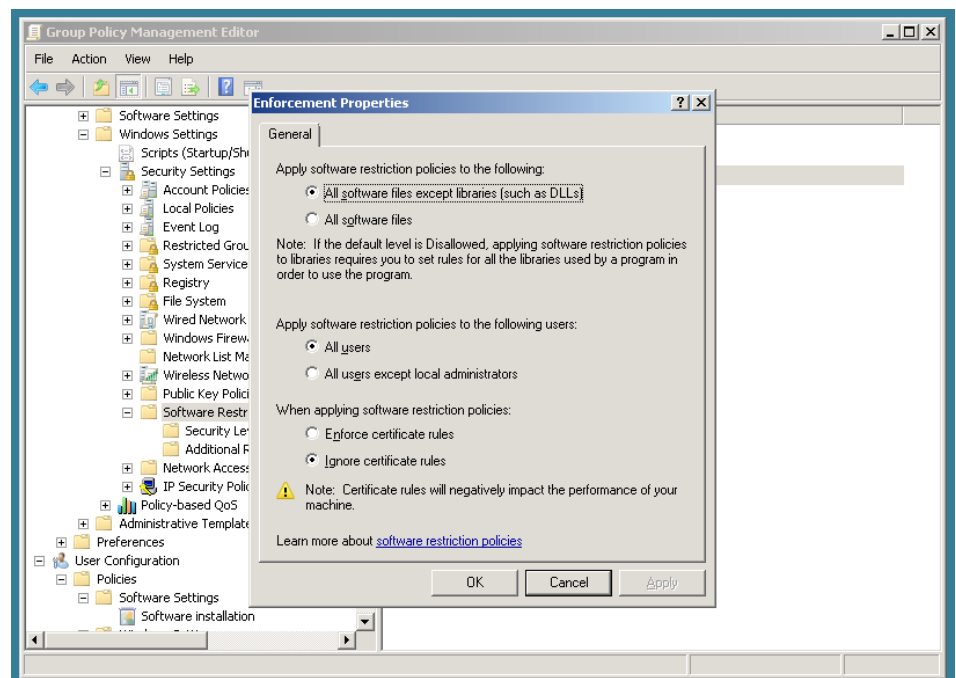 Group Policy Management Editor
File Action View Help
Software Settings
Windows Settings
Scripts (Startup/Shu
Security Settings
Account Policies
Local Policies
Event Log
Restricted Grou
System Service
Registry
File System
Wired Network
Windows Firew
Network List Ma
Wireless Netwo
Public Key Polici
Software Restr
Security Le
Additional R
Network Access
IP Security Polic
Policy-based QoS
Administrative Template
Preferences
User Configuration
Policies
Software Settings
Software installation
Enforcement Properties
General
Apply software restriction policies to the following:
All software files except libraries (such as DLLs)
All software files
Note: If the default level is Disallowed, applying software restriction policies
to libraries requires you to set rules for all the libraries used by a program in
order to use the program.
Apply software restriction policies to the following users:
All users
All users except local administrators
When applying software restriction policies:
Enforce certificate rules
Ignore certificate rules
Note: Certificate rules will negatively impact the performance of your
machine.
Learn more about software restriction policies
OK Cancel Apply